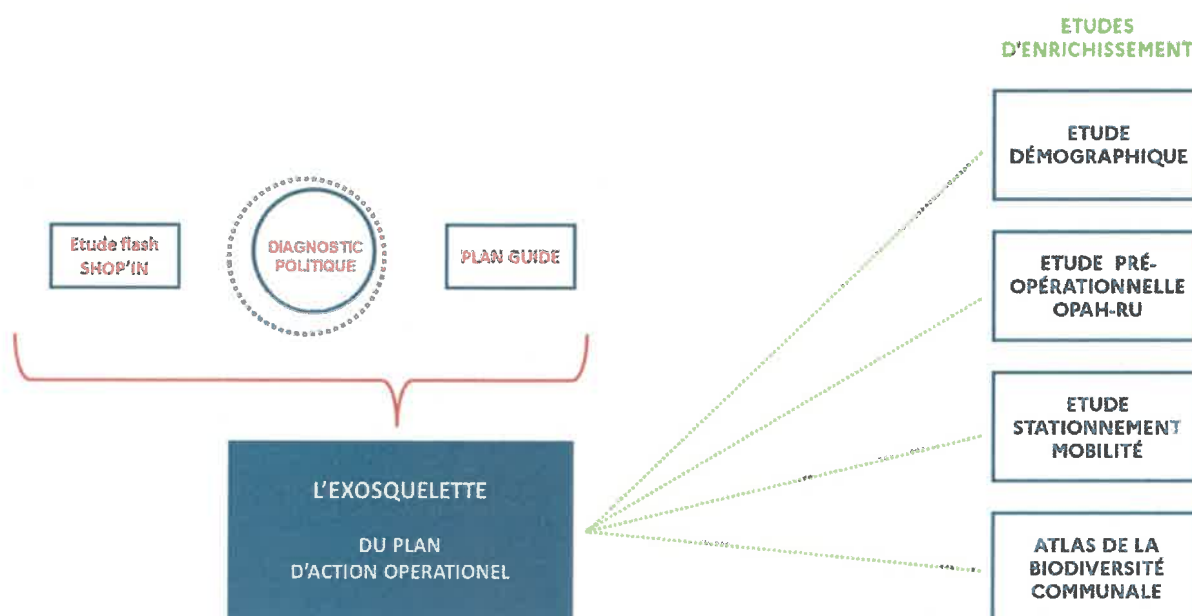 ETUDES
D'ENRICHISSEMENT
ETUDE
DÉMOGRAPHIQUE
Etude flash
SHOP'IN
DIAGNOSTIC
POLITIQUE
PLAN GUIDE
ETUDE PRÉ-
OPÉRATIONNELLE
OPAH-RU
ETUDE
STATIONNEMENT
MOBILITÉ
L'EXOSQUELETTE
DU PLAN
D'ACTION OPERATIONEL
ATLAS DE LA
BIODIVERSITÉ
COMMUNALE